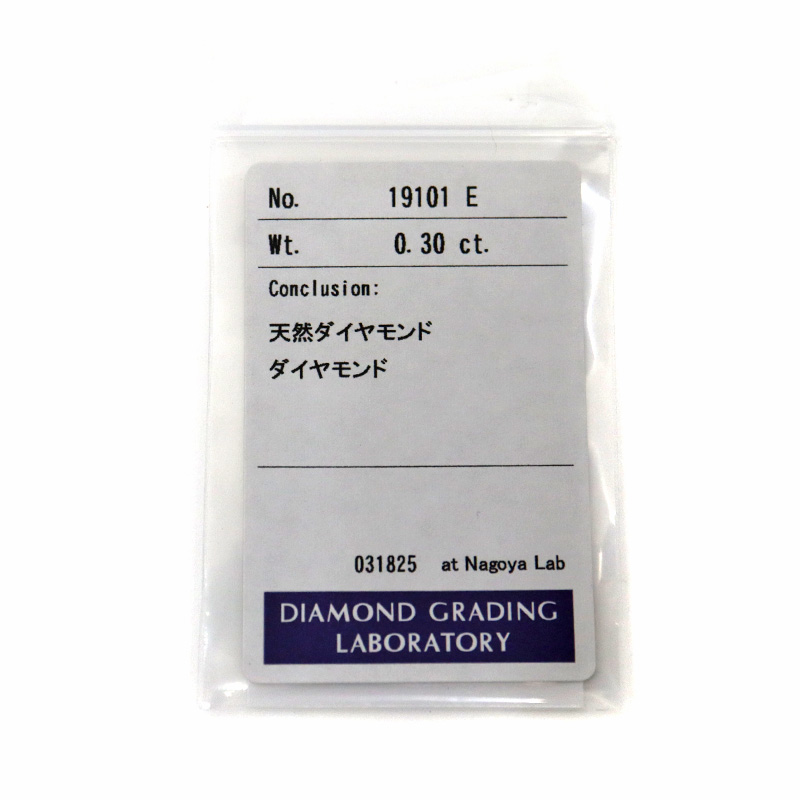 No. 19101 E
Wt. 0.30 ct.
Conclusion:
天然ダイヤモンド
ダイヤモンド
031825 at Nagoya Lab
DIAMOND GRADING
LABORATORY